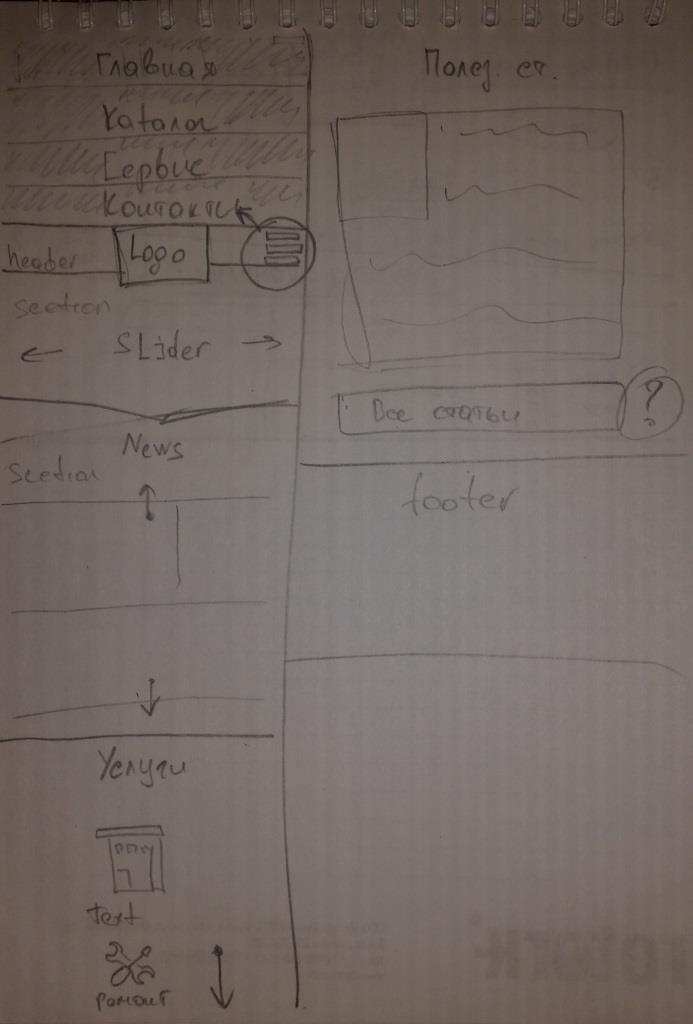 Главная
Каталог
Сервис
Контакты
header
Logo
section
Slider
News
section
Услуги
text
ремонт
Полез. ст.
Все статьи
?
footer